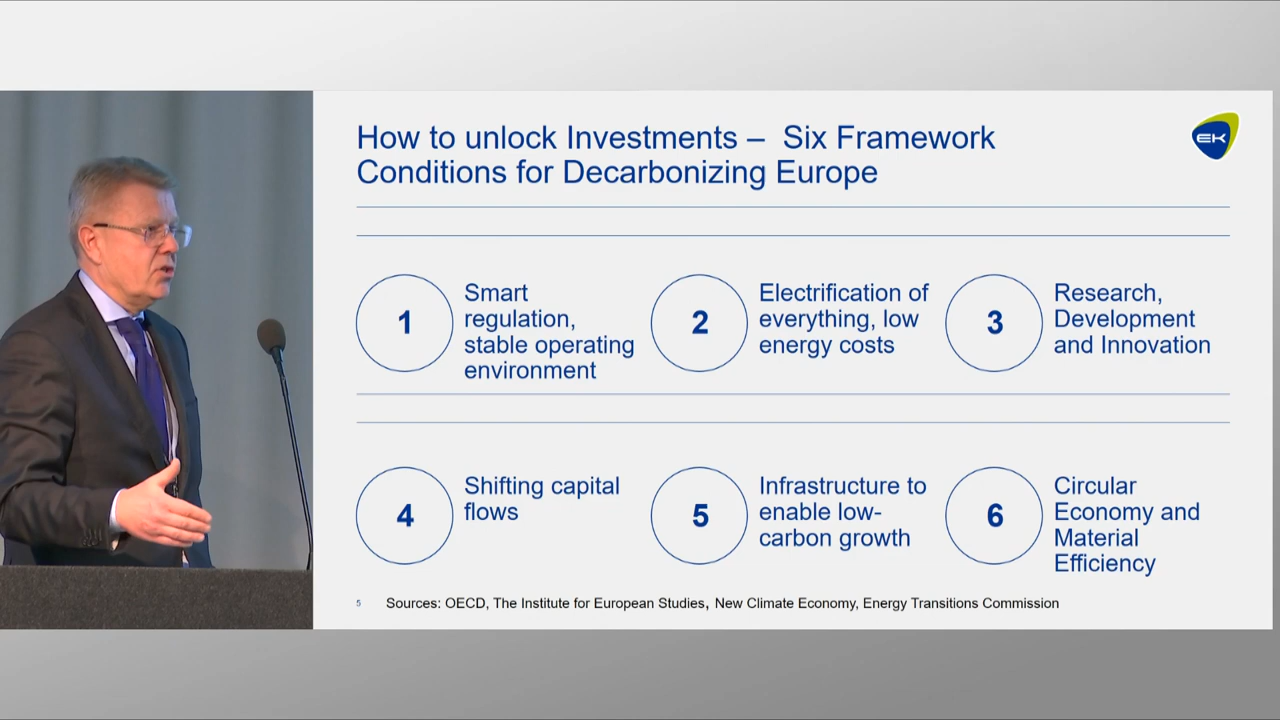 How to unlock Investments –  Six Framework
Conditions for Decarbonizing Europe
EK
1
Smart
regulation,
stable operating
environment
2
Electrification of
everything, low
energy costs
3
Research,
Development
and Innovation
4
Shifting capital
flows
5
Infrastructure to
enable low-
carbon growth
6
Circular
Economy and
Material
Efficiency
5
Sources: OECD, The Institute for European Studies, New Climate Economy, Energy Transitions Commission